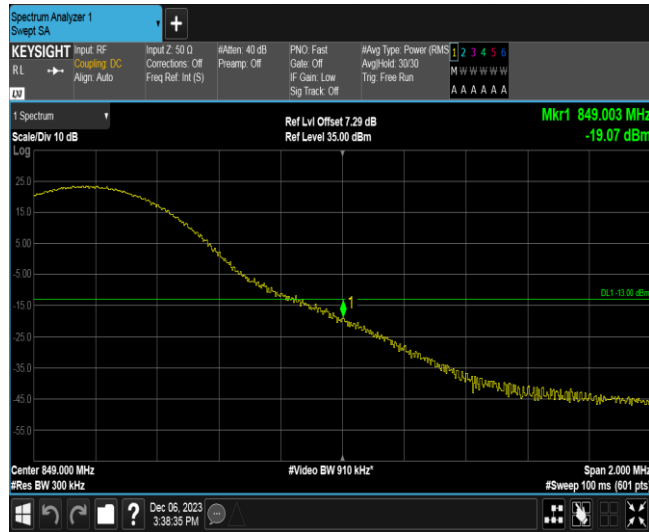 Spectrum Analyzer 1
Swept SA
KEYSIGHT
RL
LXI
Input: RF
Coupling: DC
Align: Auto
Input Z: 50 Ω
Corrections: Off
Freq Ref: Int (S)
#Atten: 40 dB
Preamp: Off
PNO: Fast
Gate: Off
IF Gain: Low
Sig Track: Off
#Avg Type: Power (RMS
Avg|Hold: 30/30
Trig: Free Run
1 2 3 4 5 6
M W W W W W
A A A A A A
1 Spectrum
Scale/Div 10 dB
Log
Ref Lvl Offset 7.29 dB
Ref Level 35.00 dBm
Mkr1 849.003 MHz
-19.07 dBm
25.0
15.0
5.00
-5.00
-15.0
-25.0
-35.0
-45.0
-55.0
DL1 -13.00 dBm
1
Center 849.000 MHz
#Res BW 300 kHz
#Video BW 910 kHz*
Span 2.000 MHz
#Sweep 100 ms (601 pts)
?
Dec 06, 2023
3:38:35 PM